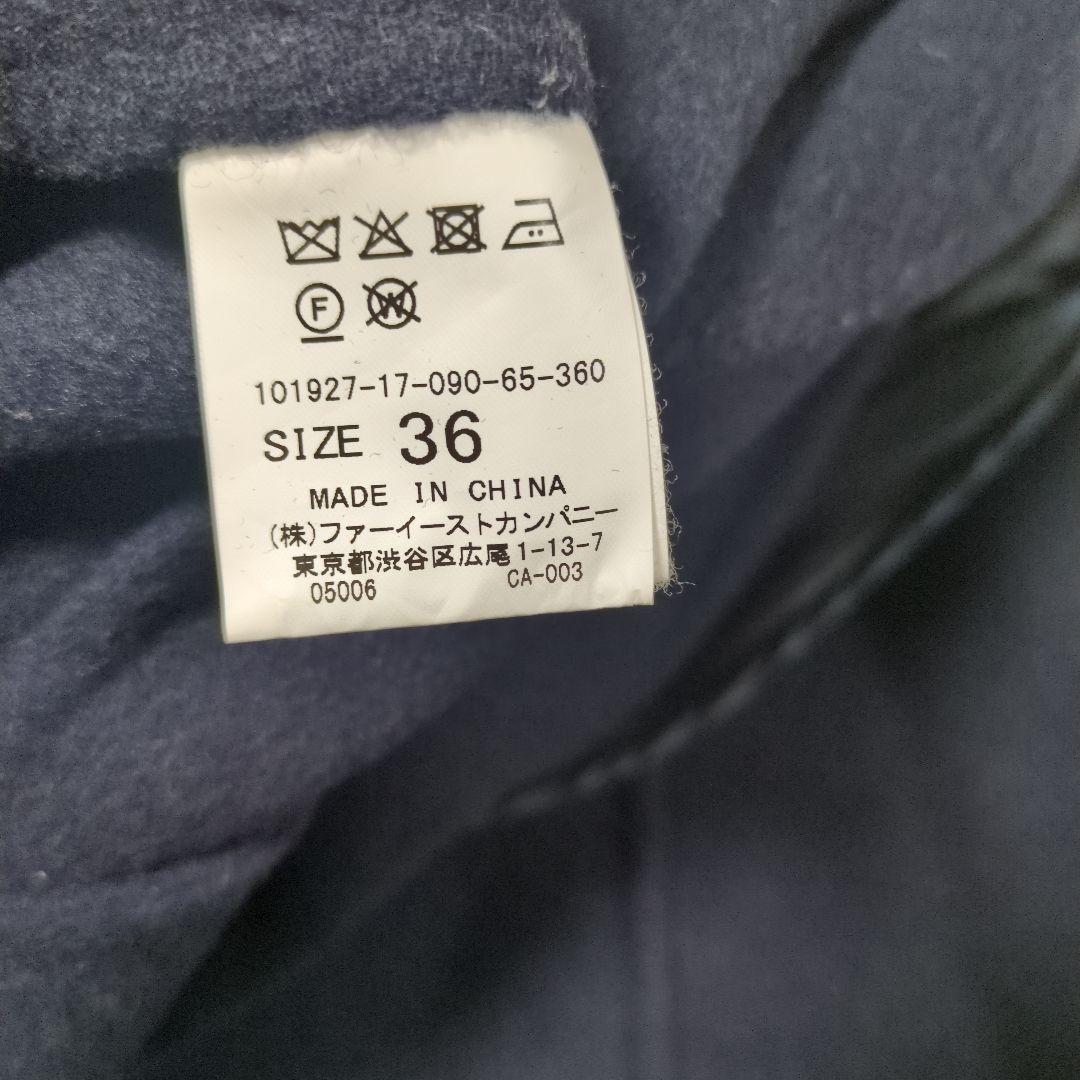 F W
101927-17-090-65-360
SIZE 36
MADE IN CHINA
(株)ファーイーストカンパニー
東京都渋谷区広尾1-13-7
05006 CA-003